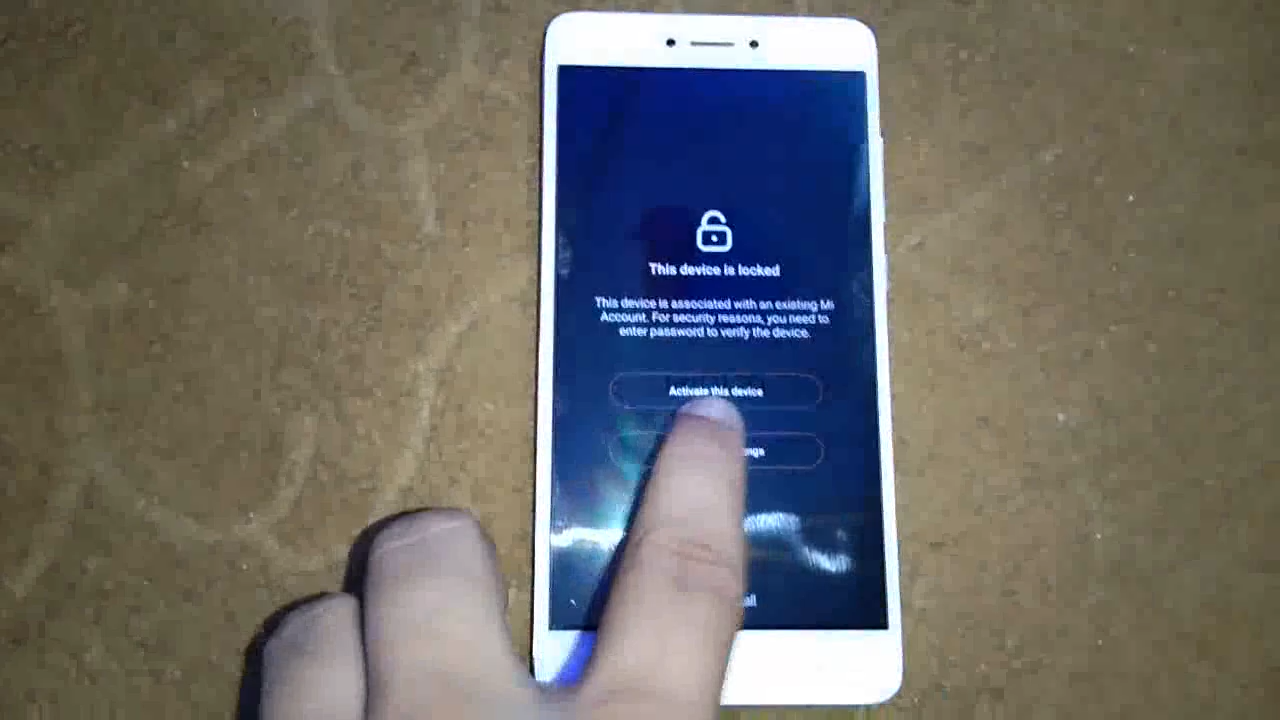 This device is locked
This device is associated with an existing Mi
Account. For security reasons, you need to
enter password to verify the device.
Activate this device